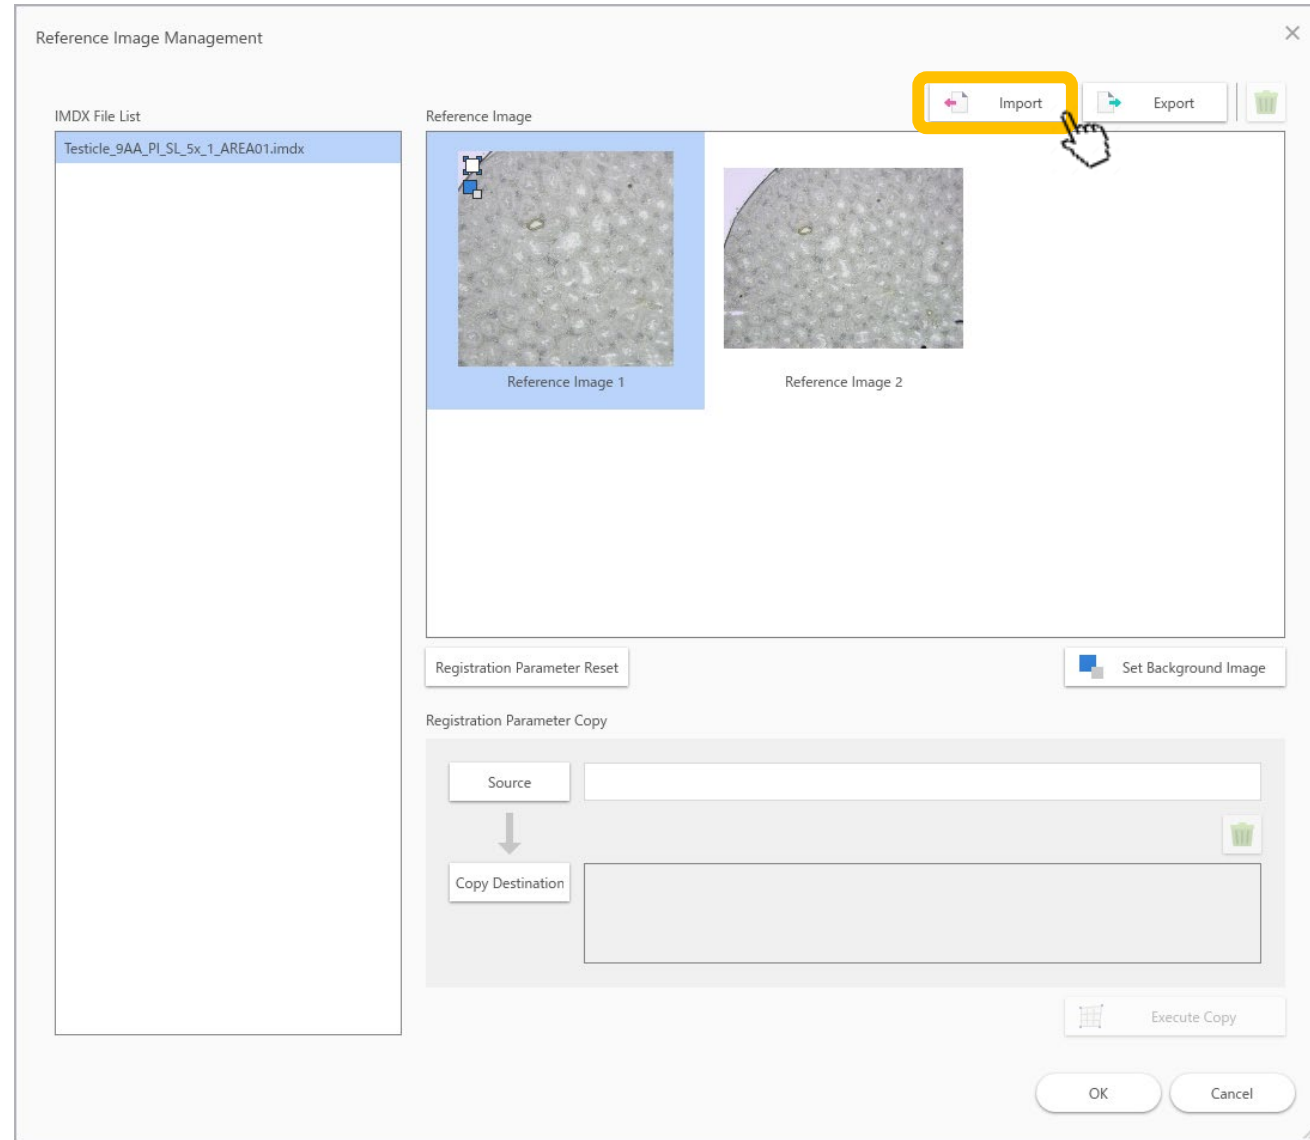 Reference Image Management
Import
Export
IMDX File List
Reference Image
Testicle_9AA_PI_SL_5x_1_AREA01.imdx
Reference Image 1
Reference Image 2
Registration Parameter Reset
Set Background Image
Registration Parameter Copy
Source
Copy Destination
Execute Copy
OK
Cancel